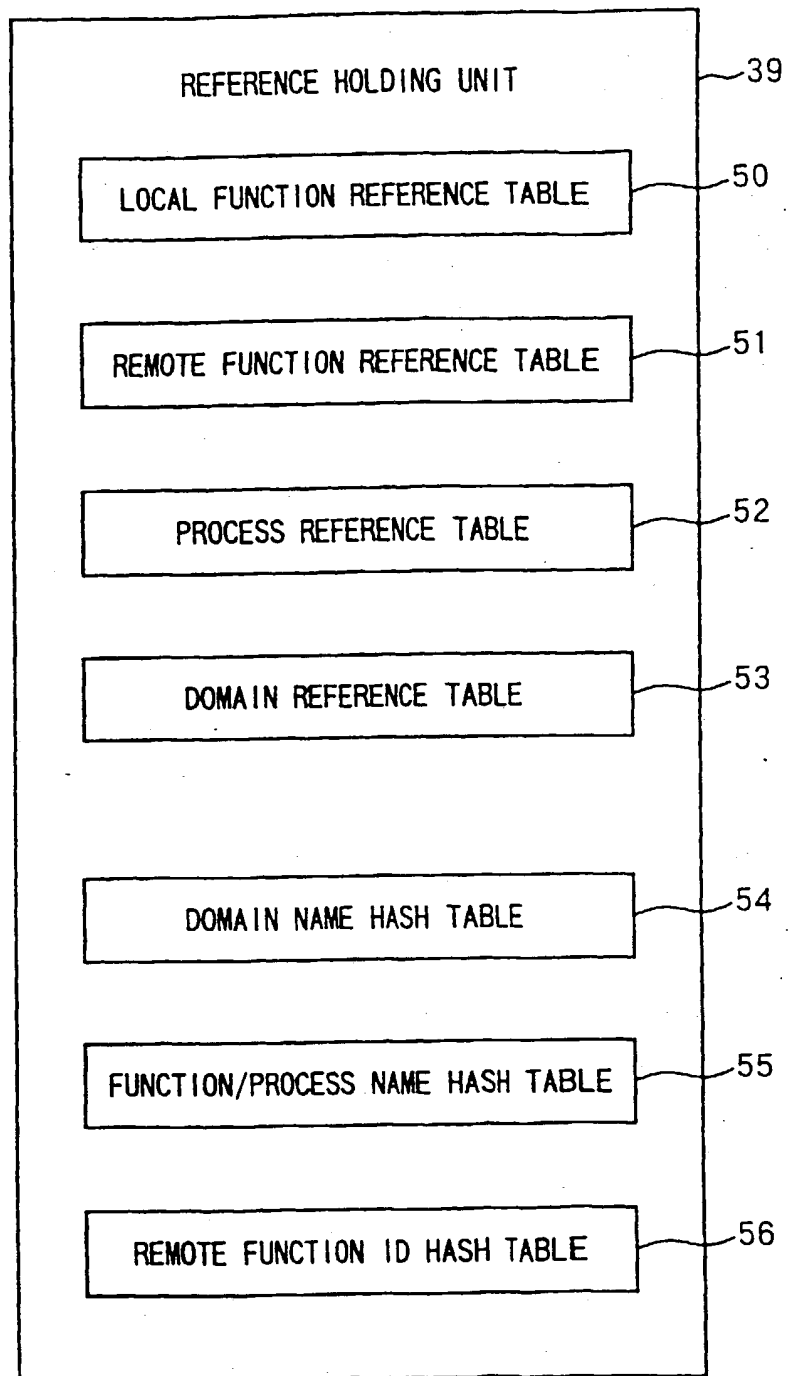 REFERENCE HOLDING UNIT
39
LOCAL FUNCTION REFERENCE TABLE
50
REMOTE FUNCTION REFERENCE TABLE
51
PROCESS REFERENCE TABLE
52
DOMAIN REFERENCE TABLE
53
DOMAIN NAME HASH TABLE
54
FUNCTION/PROCESS NAME HASH TABLE
55
REMOTE FUNCTION ID HASH TABLE
56